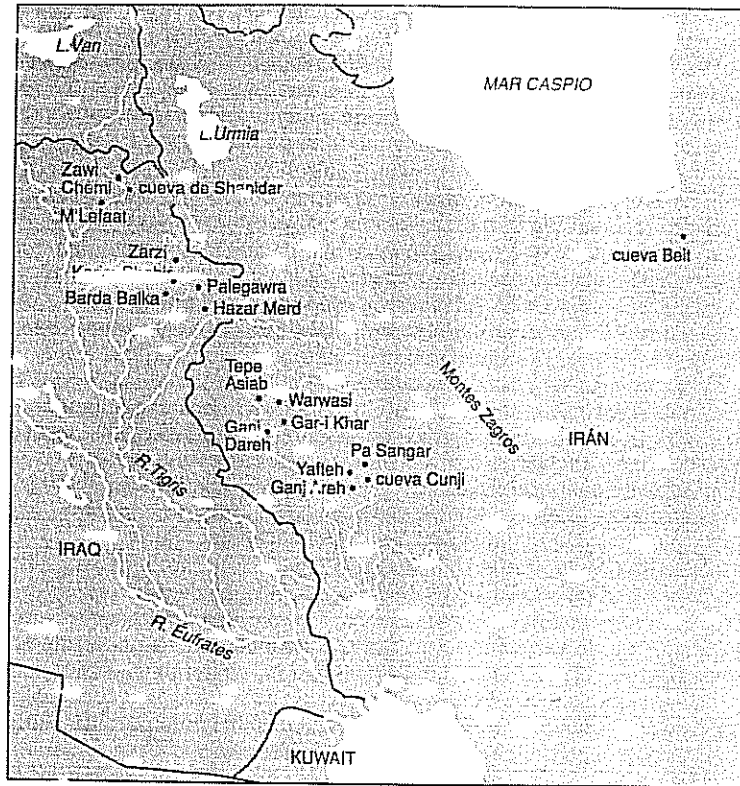 L. Van
MAR CASPIO
L. Urmia
Zawi
Chemi
cueva de Shanidar
M'Lefaat
Zarzi
cueva Belt
Palegawra
Barda Balka
Hazar Merd
Tepe
Asiab
Warwasi
Montes Zagros
Gar-i Khar
Ganj
Dareh
IRÁN
Pa Sangar
Yafteh
cueva Cunji
Ganj
R. Tigris
IRAQ
R. Éufrates
KUWAIT